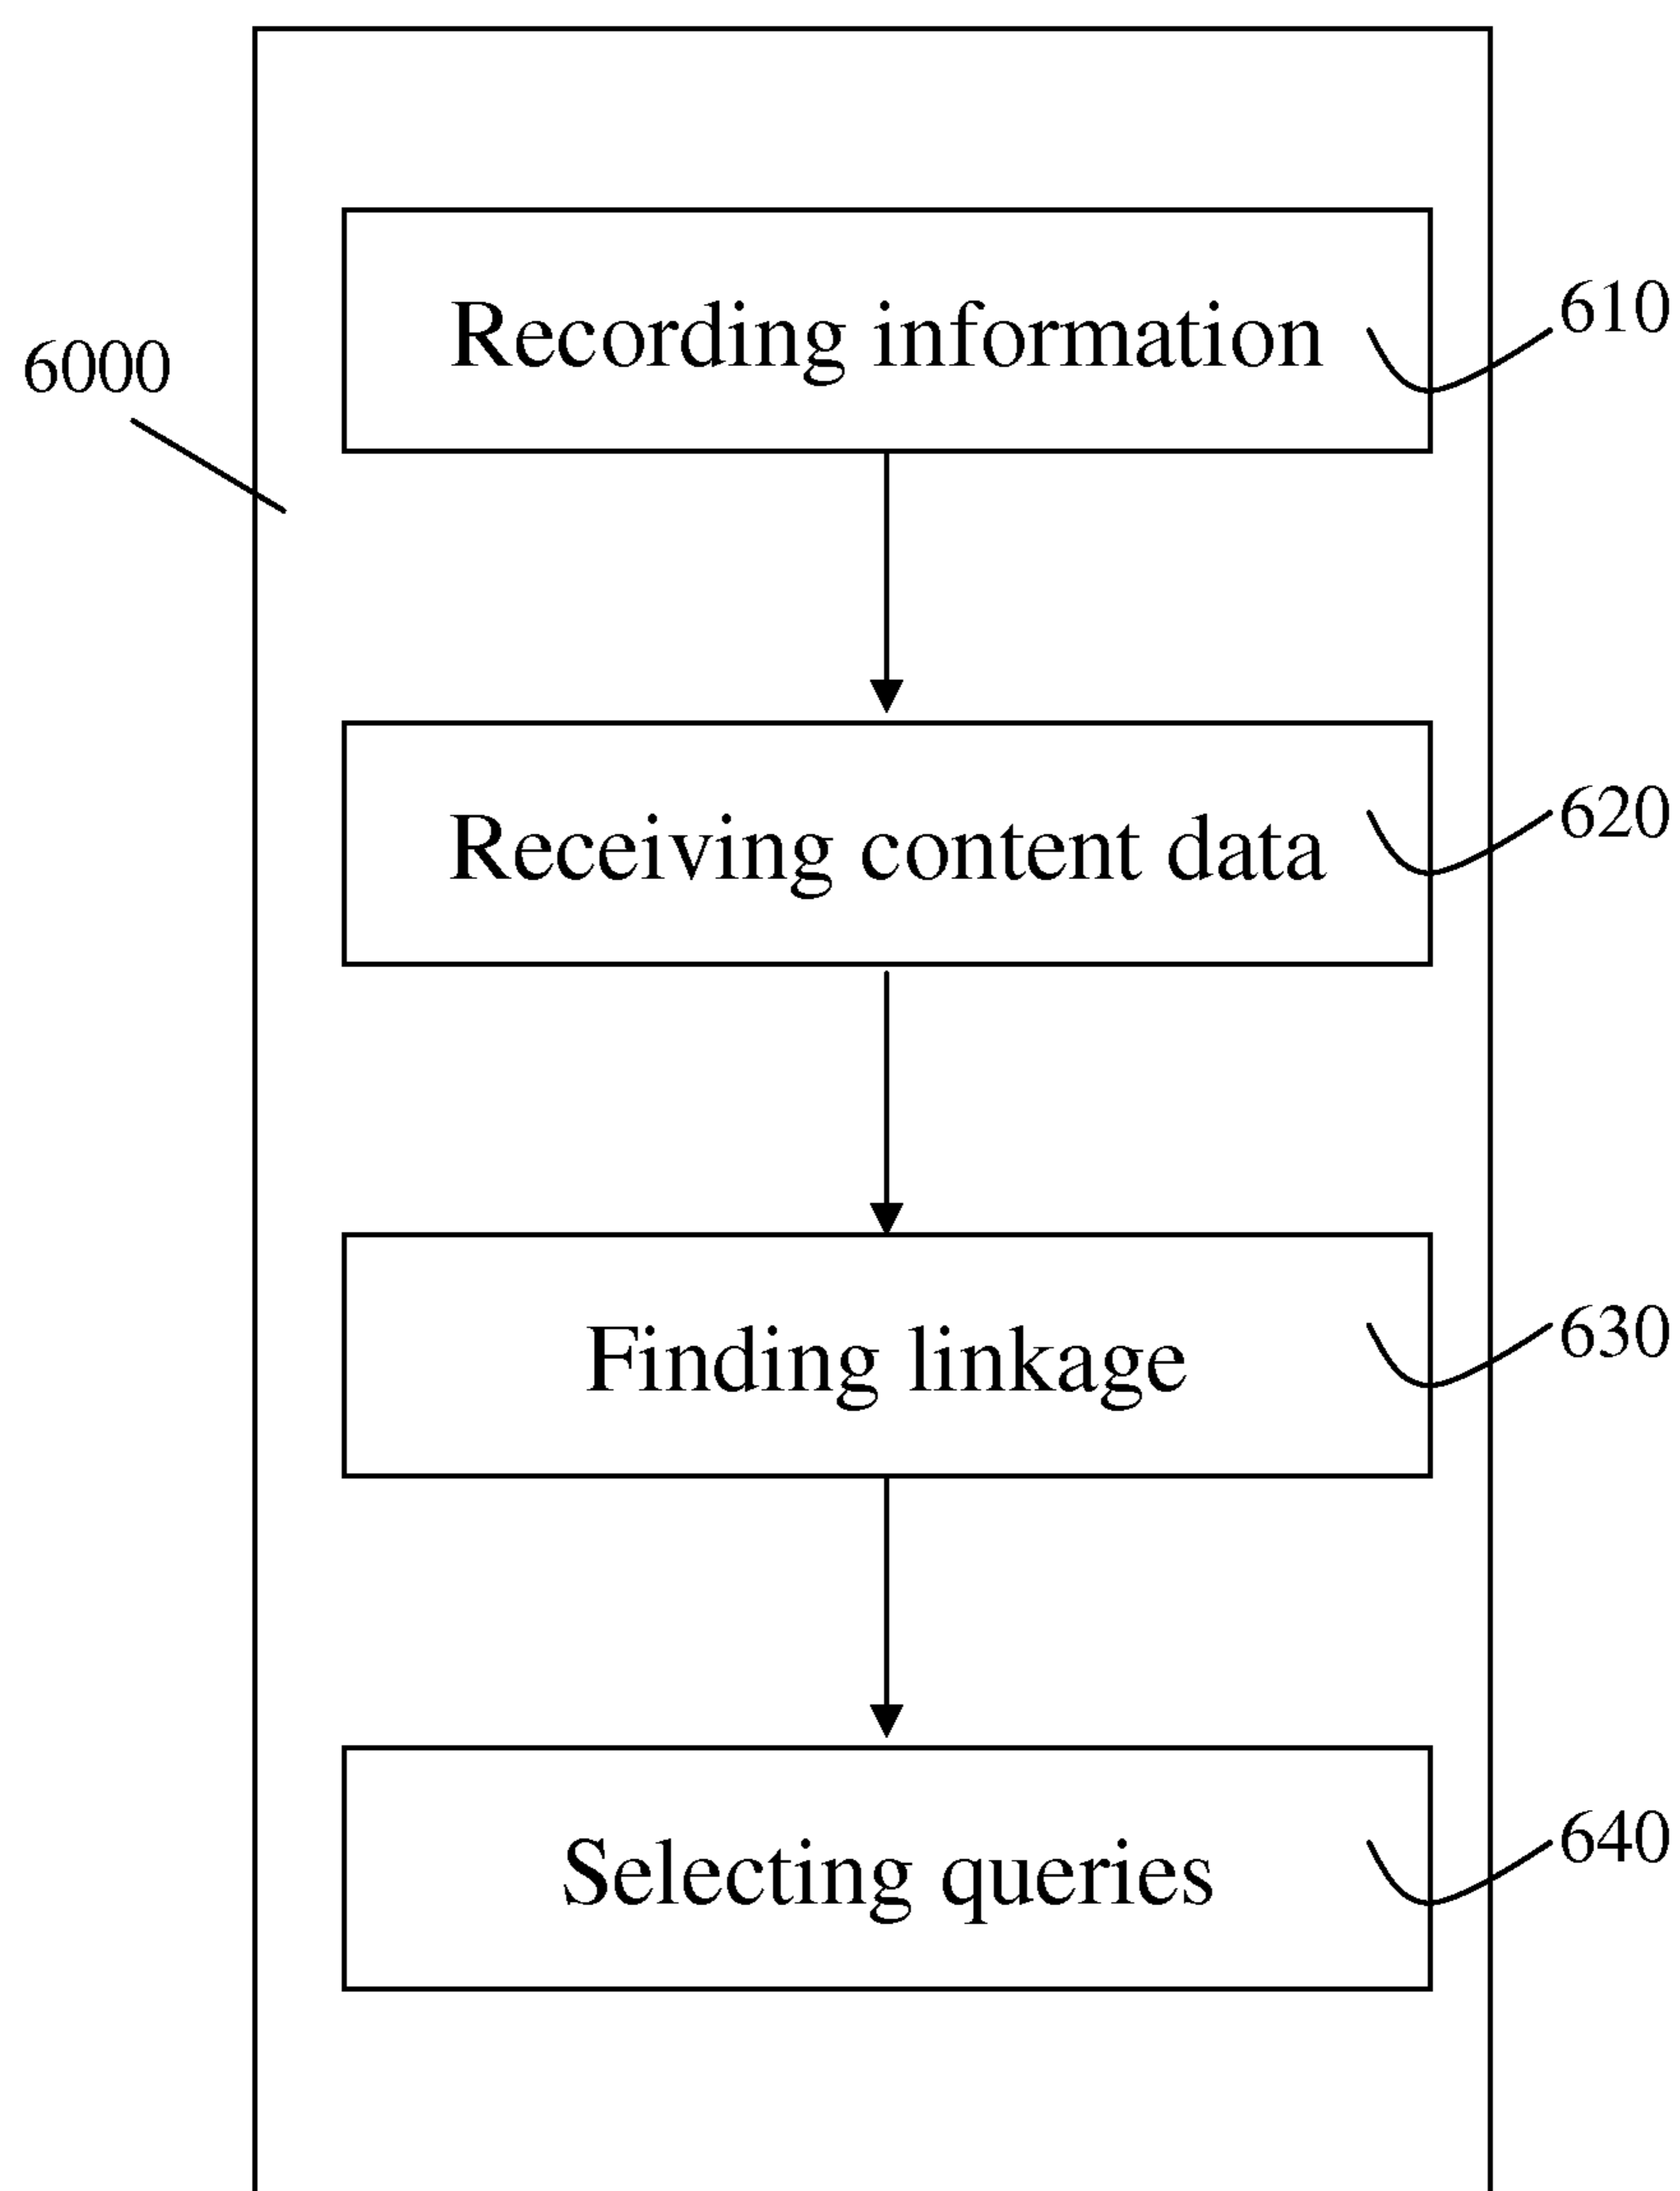 Recording information
610
6000
Receiving content data
620
Finding linkage
630
Selecting queries
640